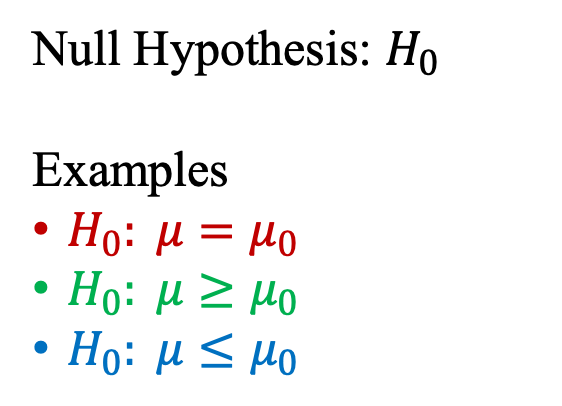 Null Hypothesis: H₀
Examples
• H₀: μ = μ₀
• H₀: μ ≥ μ₀
• H₀: μ ≤ μ₀